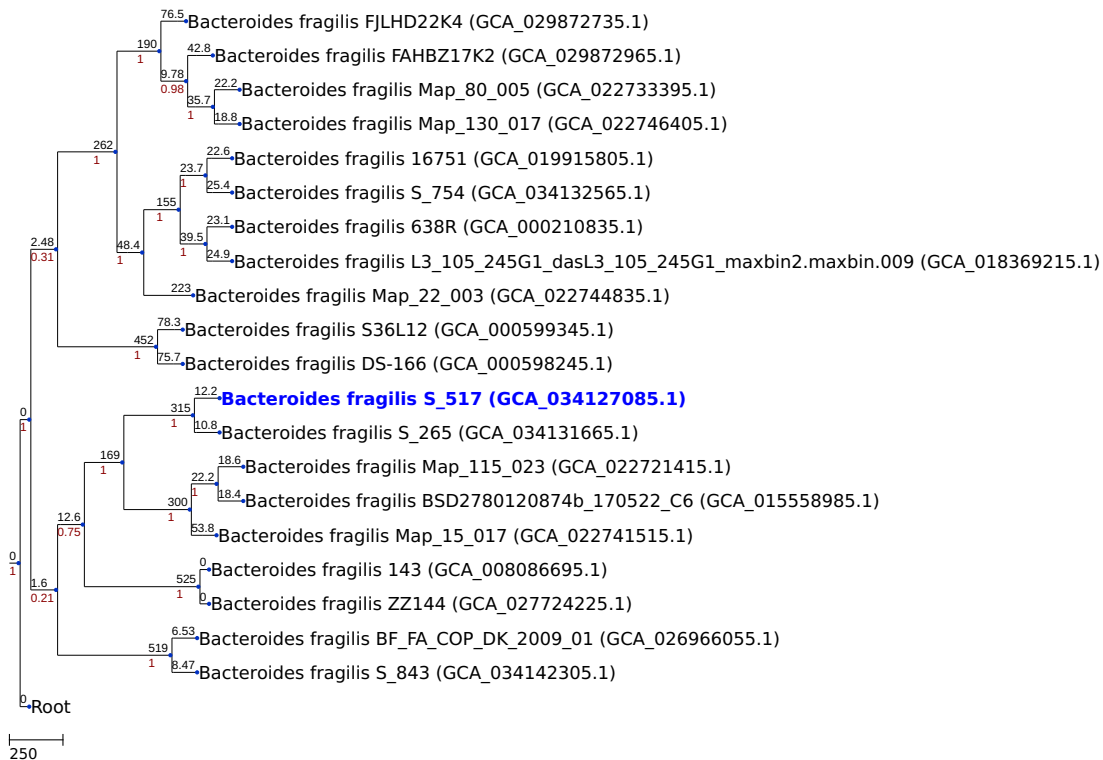 76.5
Bacteroides fragilis FJLHD22K4 (GCA_029872735.1)
190
1
42.8
Bacteroides fragilis FAHBZ17K2 (GCA_029872965.1)
9.78
0.98
22.2
Bacteroides fragilis Map_80_005 (GCA_022733395.1)
35.7
1
18.8
Bacteroides fragilis Map_130_017 (GCA_022746405.1)
262
1
22.6
Bacteroides fragilis 16751 (GCA_019915805.1)
23.7
1
25.4
Bacteroides fragilis S_754 (GCA_034132565.1)
155
1
23.1
Bacteroides fragilis 638R (GCA_000210835.1)
39.5
1
48.4
1
24.9
Bacteroides fragilis L3_105_245G1_dasL3_105_245G1_maxbin2.maxbin.009 (GCA_018369215.1)
2.48
0.31
223
Bacteroides fragilis Map_22_003 (GCA_022744835.1)
78.3
Bacteroides fragilis S36L12 (GCA_000599345.1)
452
1
75.7
Bacteroides fragilis DS-166 (GCA_000598245.1)
12.2
Bacteroides fragilis S_517 (GCA_034127085.1)
0
1
315
1
10.8
Bacteroides fragilis S_265 (GCA_034131665.1)
169
1
18.6
Bacteroides fragilis Map_115_023 (GCA_022721415.1)
22.2
1
18.4
Bacteroides fragilis BSD2780120874b_170522_C6 (GCA_015558985.1)
300
1
12.6
0.75
53.8
Bacteroides fragilis Map_15_017 (GCA_022741515.1)
0
1
0
Bacteroides fragilis 143 (GCA_008086695.1)
525
1
1.6
0.21
0
Bacteroides fragilis ZZ144 (GCA_027724225.1)
6.53
Bacteroides fragilis BF_FA_COP_DK_2009_01 (GCA_026966055.1)
519
1
8.47
Bacteroides fragilis S_843 (GCA_034142305.1)
0
Root
250